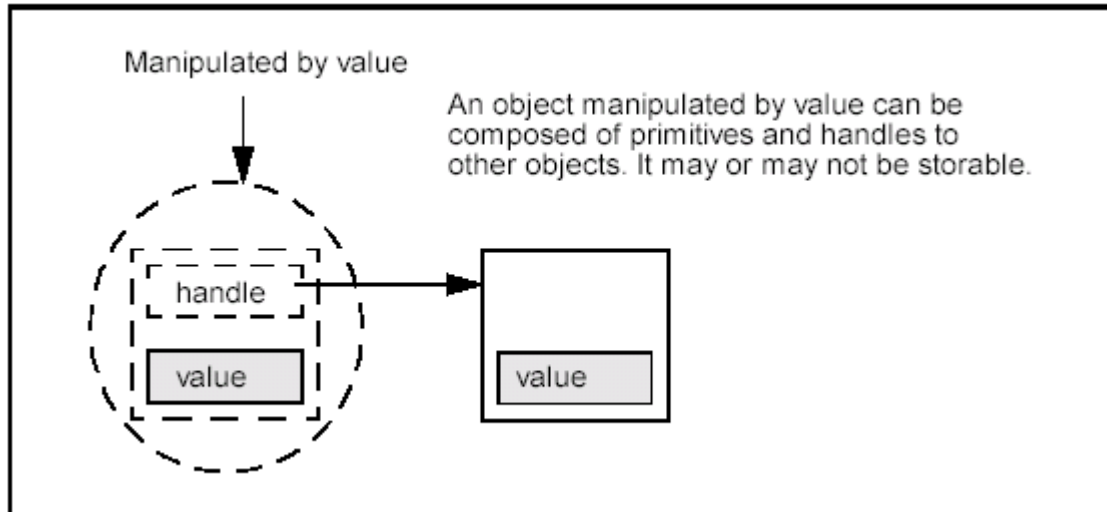 Manipulated by value
An object manipulated by value can be
composed of primitives and handles to
other objects. It may or may not be storable.
handle
value
value